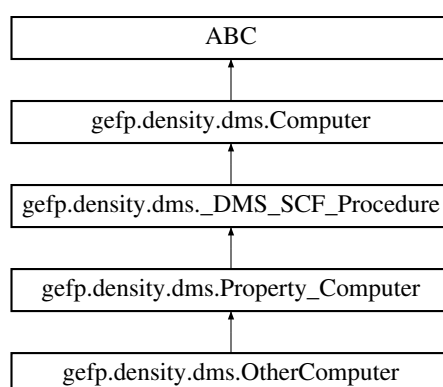 ABC
gefp.density.dms.Computer
gefp.density.dms._DMS_SCF_Procedure
gefp.density.dms.Property_Computer
gefp.density.dms.OtherComputer